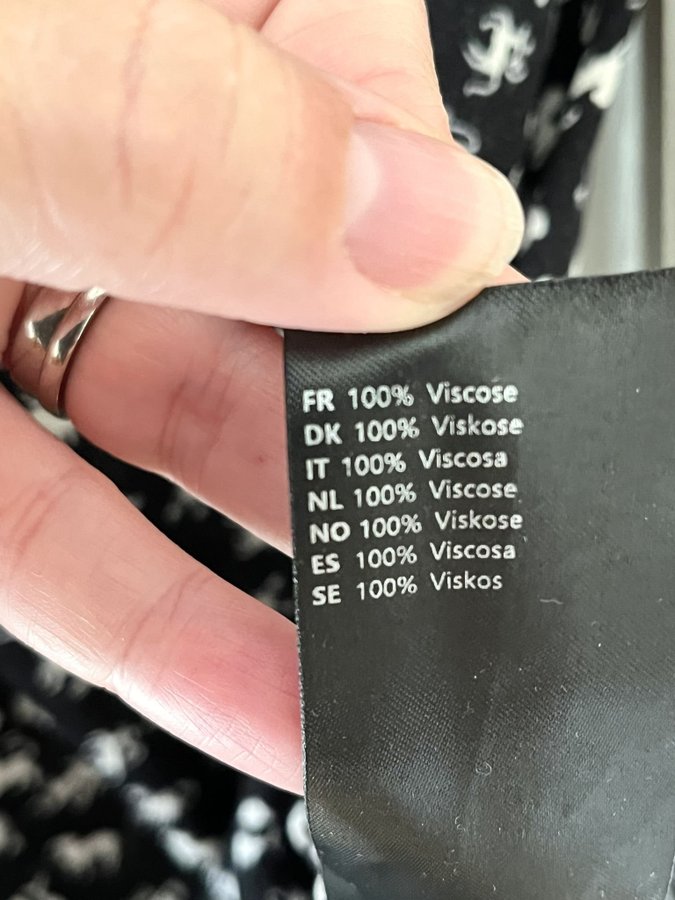 FR 100% Viscose
DK 100% Viskose
IT 100% Viscosa
NL 100% Viscose
NO 100% Viskose
ES 100% Viscosa
SE 100% Viskos